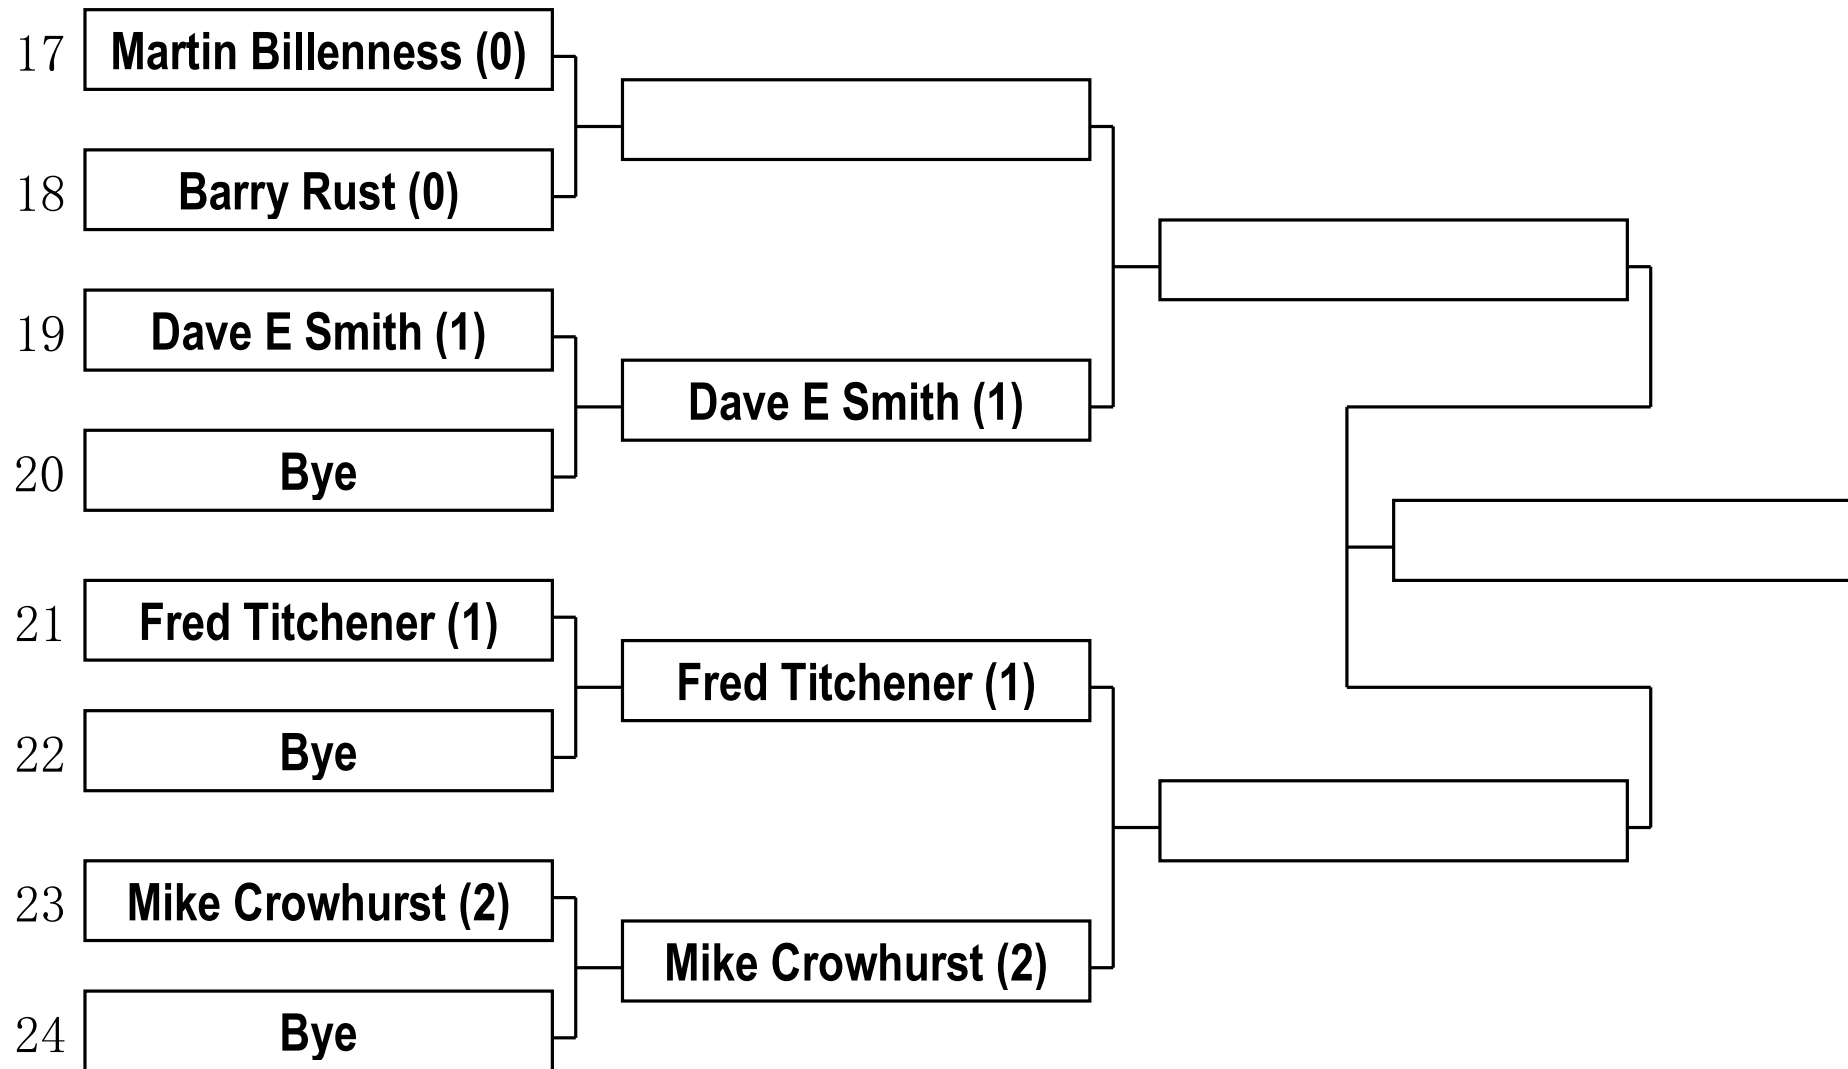 17 Martin Billenness (0)
18 Barry Rust (0)
19 Dave E Smith (1)
Dave E Smith (1)
20 Bye
21 Fred Titchener (1)
Fred Titchener (1)
22 Bye
23 Mike Crowhurst (2)
Mike Crowhurst (2)
24 Bye